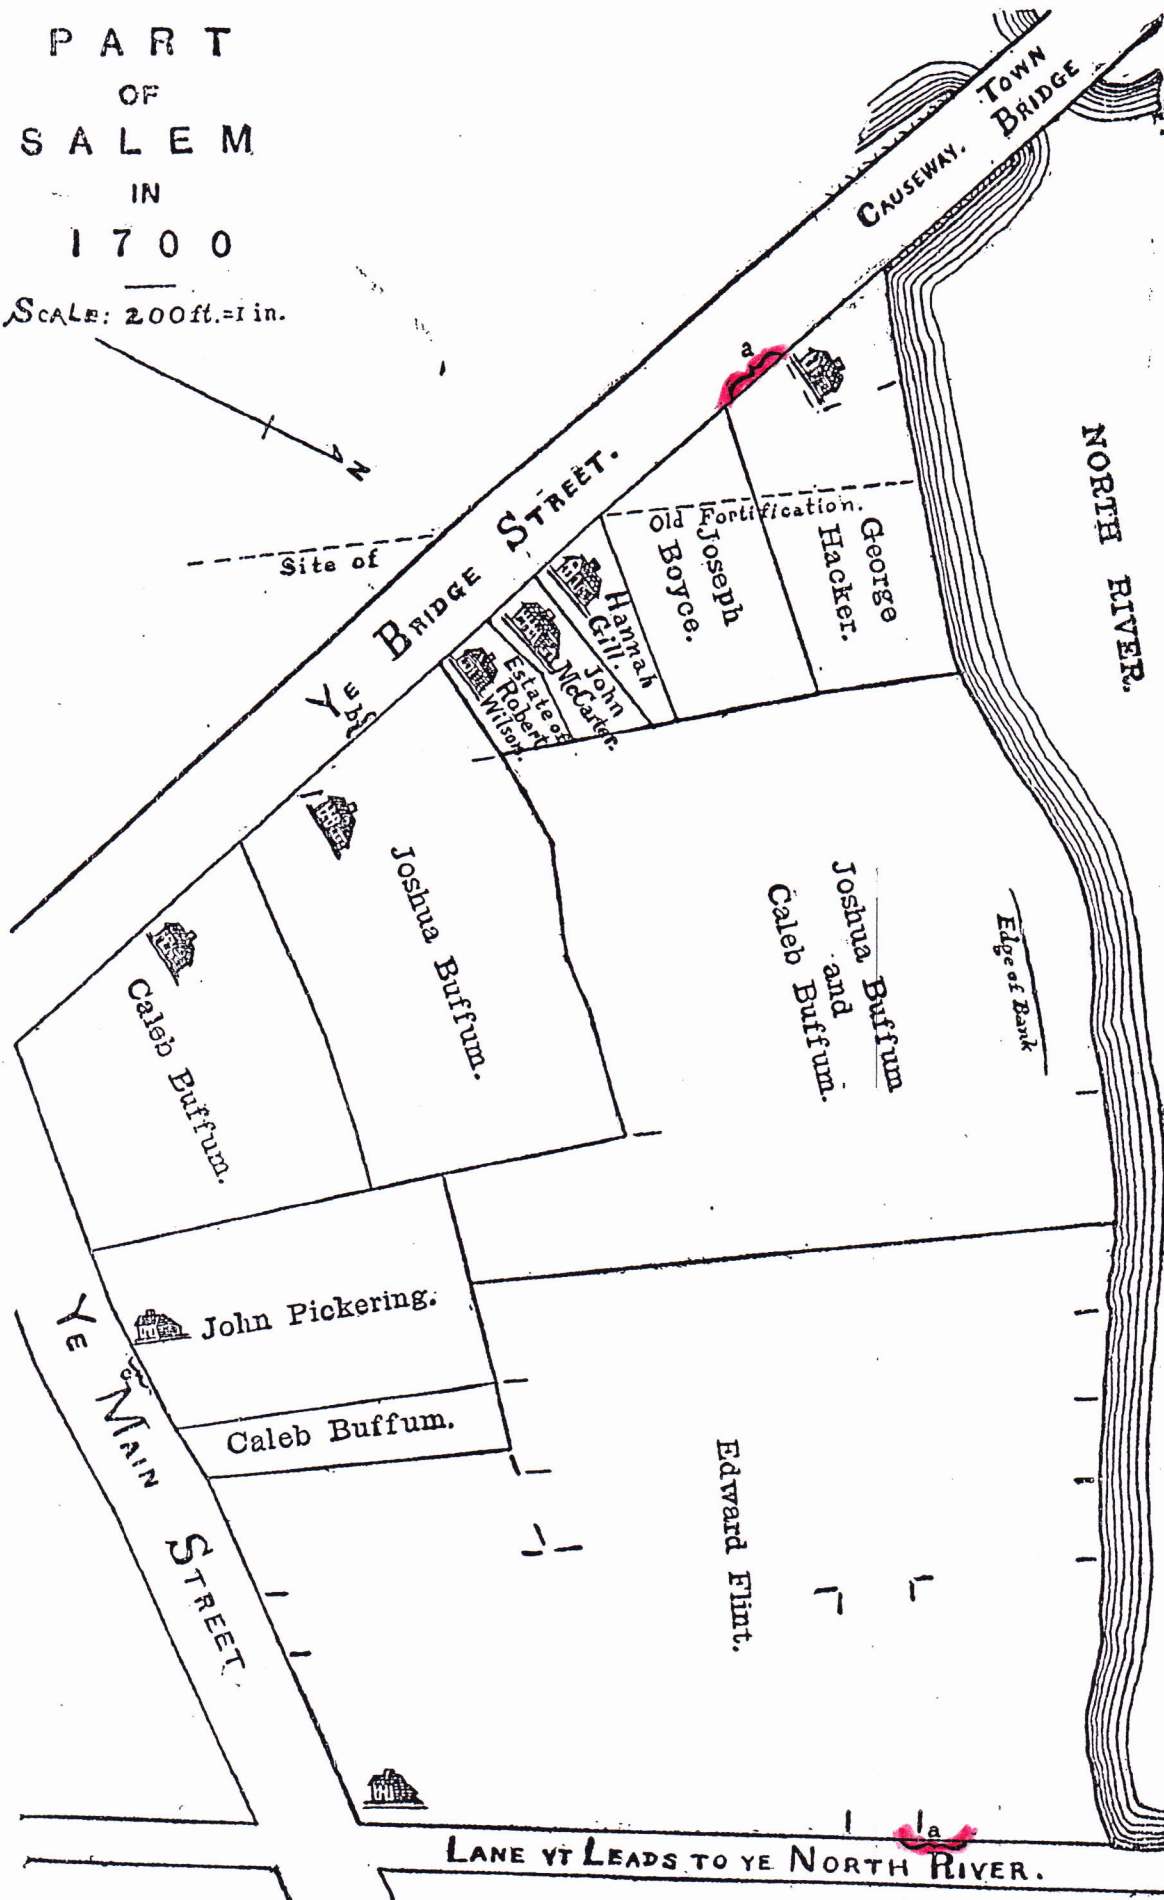 PART
OF
SALEM
IN
1700
SCALE: 200 ft. = 1 in.
N
TOWN
BRIDGE
CAUSEWAY.
a
NORTH RIVER.
Site of
Old Fortification.
YE BRIDGE STREET.
b
George
Hacker.
Joseph
Boyce.
Hannah
Gill.
John
McCarter.
Estate of
Robert
Wilson.
Joshua Buffum.
Caleb Buffum.
Joshua Buffum
and
Caleb Buffum.
Edge of Bank
John Pickering.
c
Caleb Buffum.
YE MAIN STREET.
Edward Flint.
a
LANE YT LEADS TO YE NORTH RIVER.